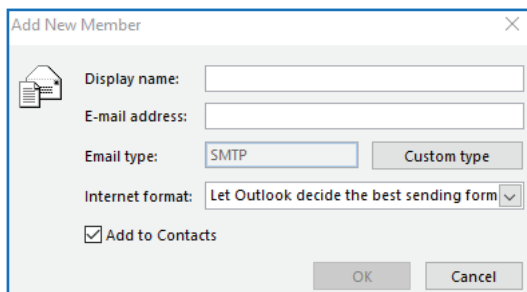 Add New Member
Display name:
E-mail address:
Email type: SMTP Custom type
Internet format: Let Outlook decide the best sending form
Add to Contacts
OK Cancel